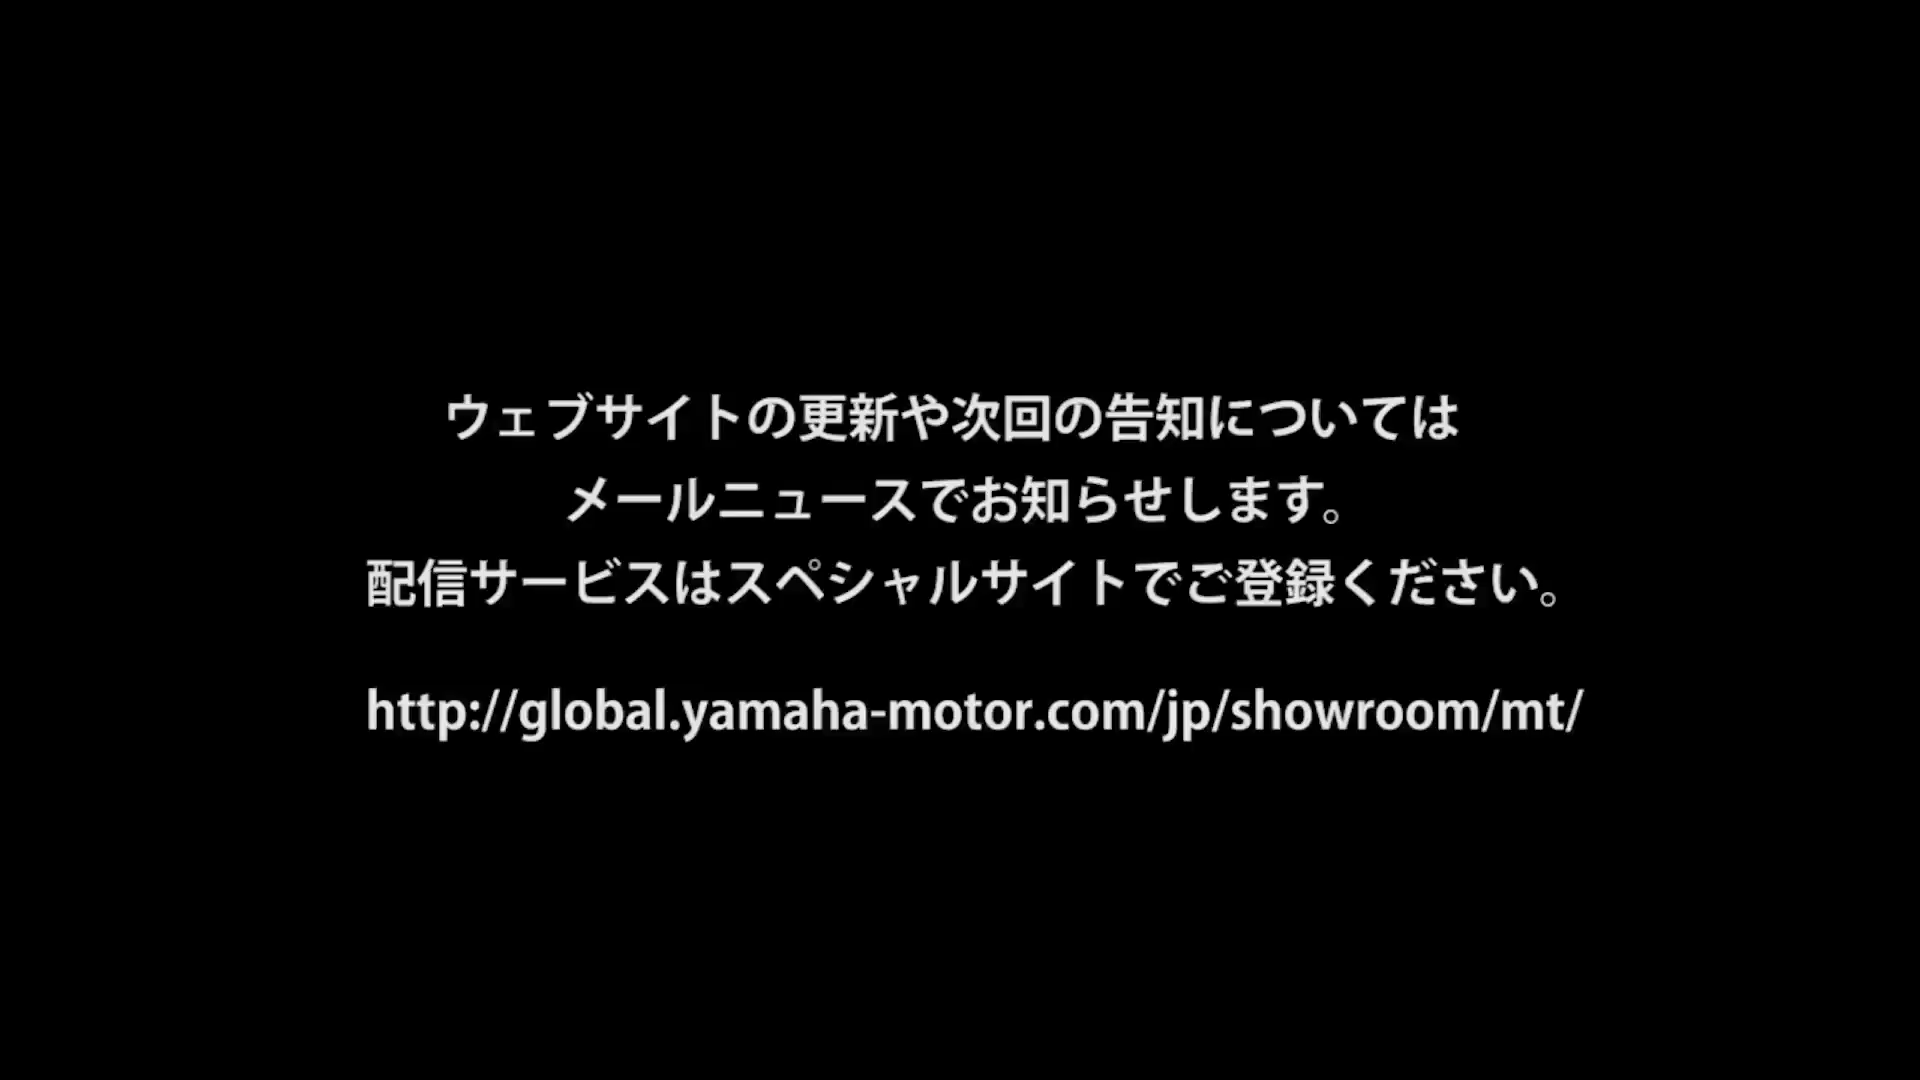 ウェブサイトの更新や次回の告知については
メールニュースでお知らせします。
配信サービスはスペシャルサイトでご登録ください。
http://global.yamaha-motor.com/jp/showroom/mt/